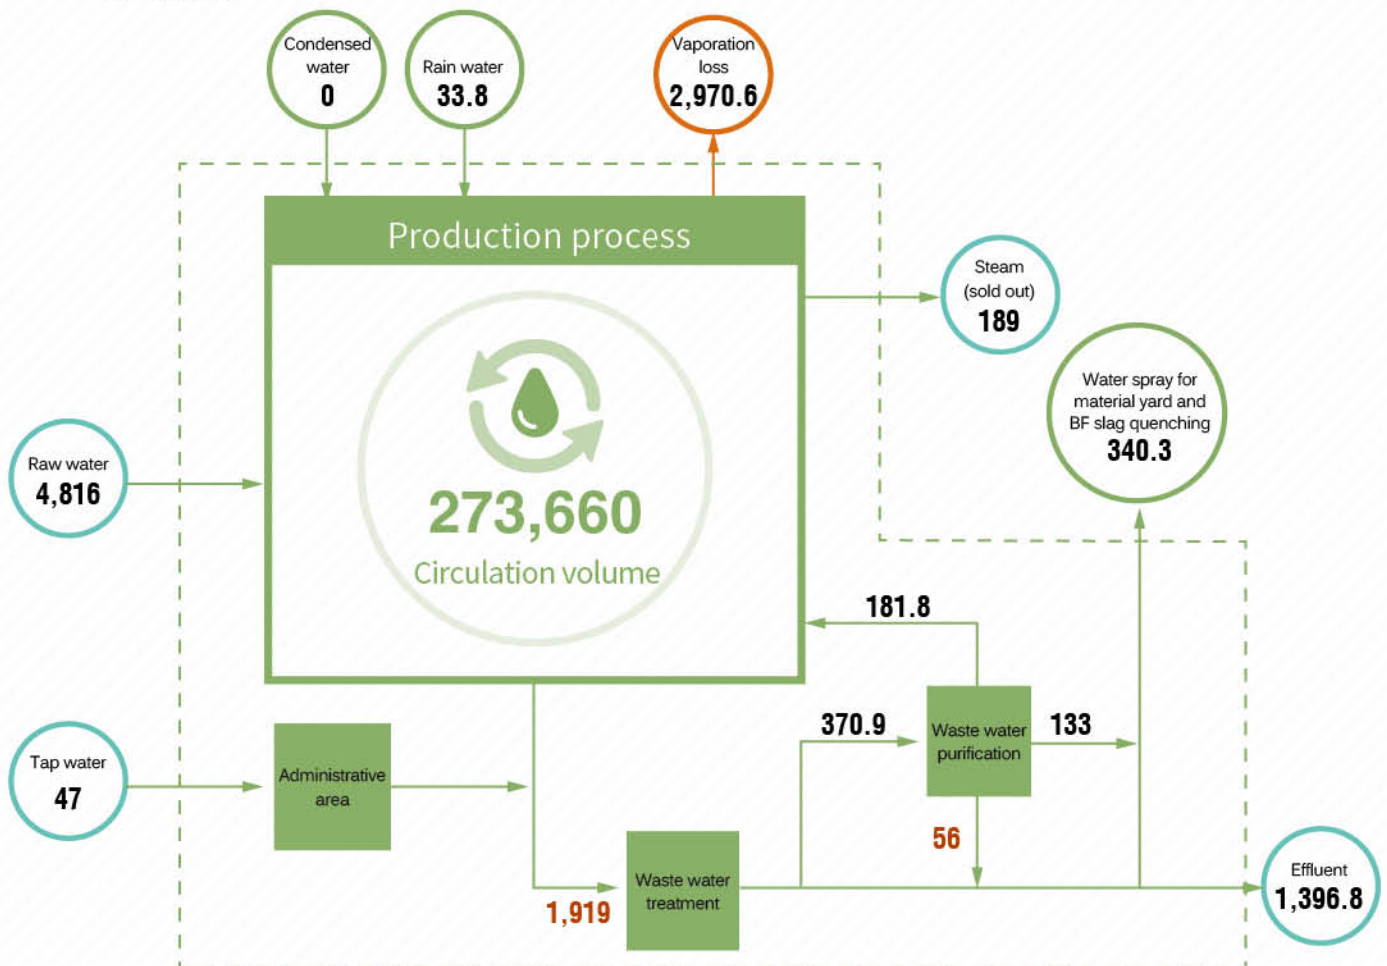 Condensed
water
0
Rain water
33.8
Vaporation
loss
2,970.6
Production process
Steam
(sold out)
189
Water spray for
material yard and
BF slag quenching
340.3
Raw water
4,816
273,660
Circulation volume
181.8
370.9
Waste water
purification
133
Tap water
47
Administrative
area
56
1,919
Waste water
treatment
Effluent
1,396.8